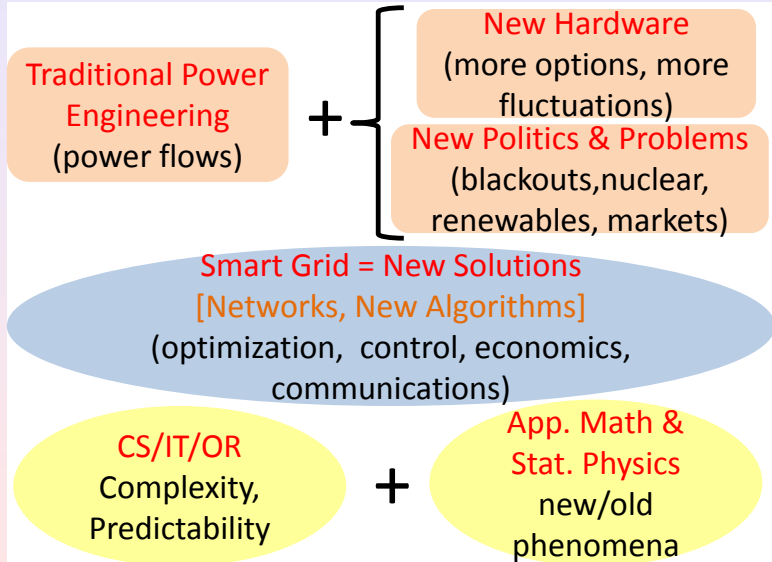 Traditional Power
Engineering
(power flows)
+
New Hardware
(more options, more
fluctuations)
New Politics & Problems
(blackouts,nuclear,
renewables, markets)
Smart Grid = New Solutions
[Networks, New Algorithms]
(optimization, control, economics,
communications)
CS/IT/OR
Complexity,
Predictability
+
App. Math &
Stat. Physics
new/old
phenomena